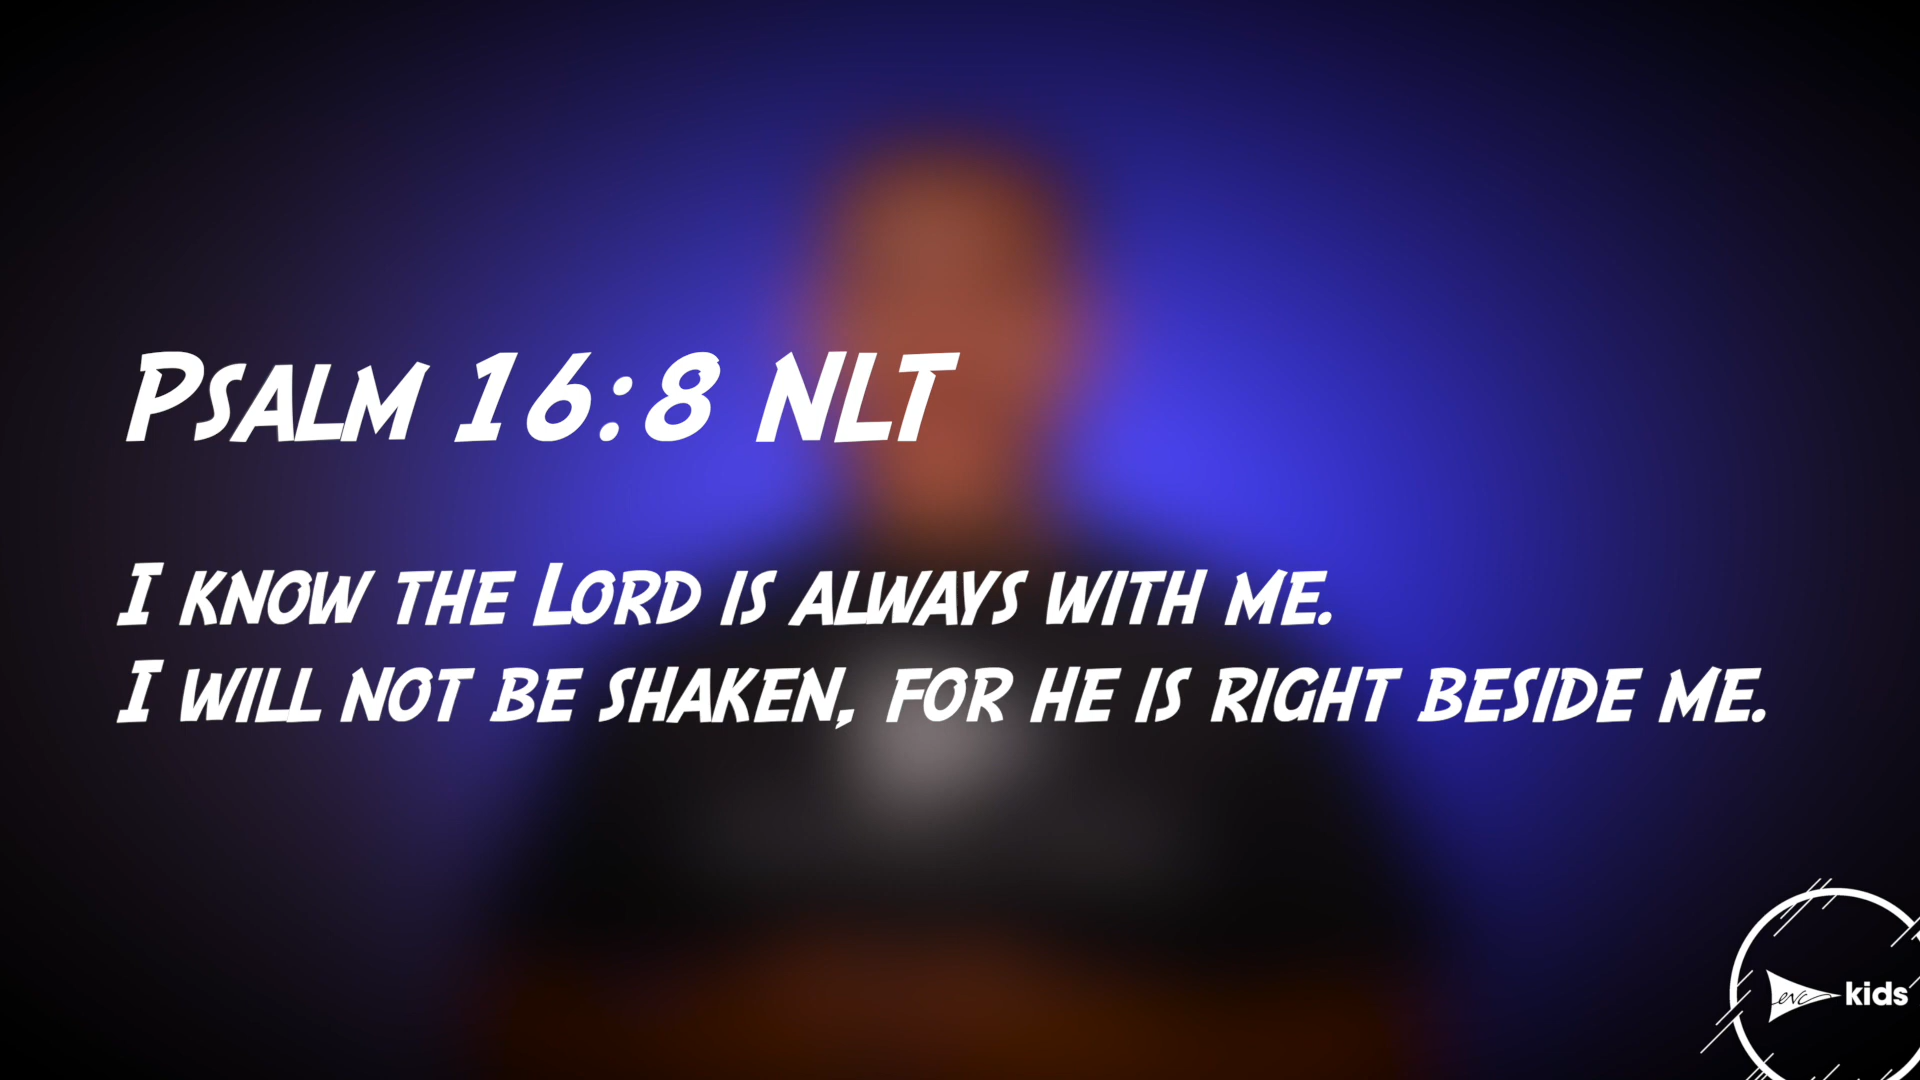 Psalm 16:8 NLT
I know the Lord is always with me.
I will not be shaken, for he is right beside me.
evc kids